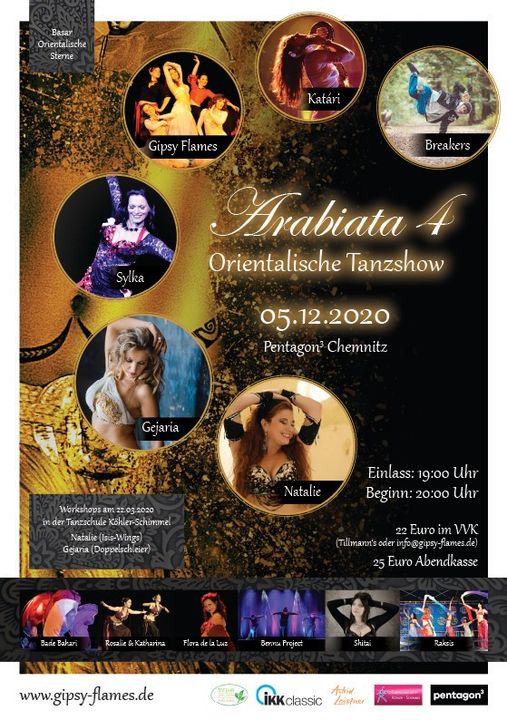 Basar
Orientalische
Sterne
Gipsy Flames
Katári
Breakers
Sylka
Arabiata 4
Orientalische Tanzshow
05.12.2020
Pentagon³ Chemnitz
Gejaria
Natalie
Einlass: 19:00 Uhr
Beginn: 20:00 Uhr
Workshops am 22.03.2020
in der Tanzschule Köhler-Schimmel
Natalie (Isis-Wings)
Gejaria (Doppelschleier)
22 Euro im VVK
(Tillmann's oder info@gipsy-flames.de)
25 Euro Abendkasse
Bade Bahari
Rosalie & Katharina
Flora de la Luz
Bennu Project
Shitai
Raksis
www.gipsy-flames.de
IKK classic
Astrid
pentagon³